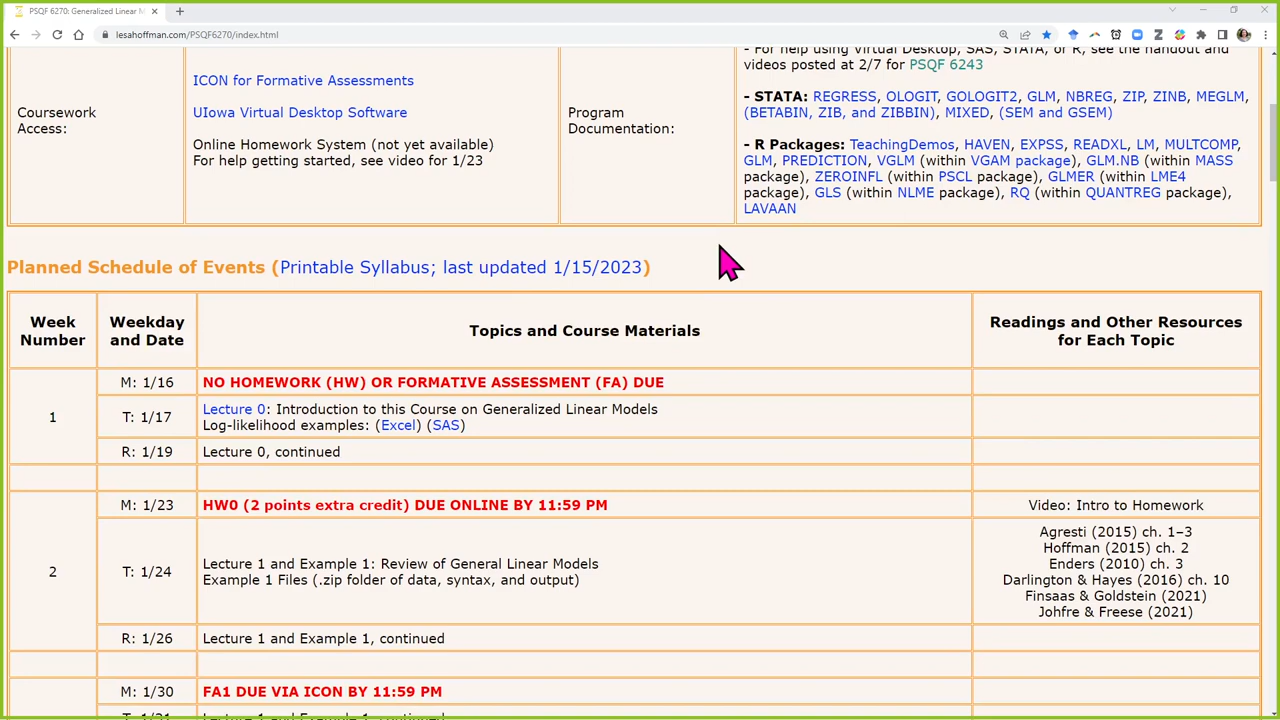 PSQF 6270: Generalized Linear M
lesahoffman.com/PSQF6270/index.html
Coursework
Access:
ICON for Formative Assessments
UIowa Virtual Desktop Software
Online Homework System (not yet available)
For help getting started, see video for 1/23
Program
Documentation:
- For help using Virtual Desktop, SAS, STATA, or R, see the handout and
videos posted at 2/7 for PSQF 6243
- STATA: REGRESS, OLOGIT, GOLOGIT2, GLM, NBREG, ZIP, ZINB, MEGLM,
(BETABIN, ZIB, and ZIBBIN), MIXED, (SEM and GSEM)
- R Packages: TeachingDemos, HAVEN, EXPSS, READXL, LM, MULTCOMP,
GLM, PREDICTION, VGLM (within VGAM package), GLM.NB (within MASS
package), ZEROINFL (within PSCL package), GLMER (within LME4
package), GLS (within NLME package), RQ (within QUANTREG package),
LAVAAN
Planned Schedule of Events (Printable Syllabus; last updated 1/15/2023)
Week
Number
Weekday
and Date
Topics and Course Materials
Readings and Other Resources
for Each Topic
1
M: 1/16
NO HOMEWORK (HW) OR FORMATIVE ASSESSMENT (FA) DUE
T: 1/17
Lecture 0: Introduction to this Course on Generalized Linear Models
Log-likelihood examples: (Excel) (SAS)
R: 1/19
Lecture 0, continued
2
M: 1/23
HW0 (2 points extra credit) DUE ONLINE BY 11:59 PM
Video: Intro to Homework
T: 1/24
Lecture 1 and Example 1: Review of General Linear Models
Example 1 Files (.zip folder of data, syntax, and output)
Agresti (2015) ch. 1–3
Hoffman (2015) ch. 2
Enders (2010) ch. 3
Darlington & Hayes (2016) ch. 10
Finsaas & Goldstein (2021)
Johfre & Freese (2021)
R: 1/26
Lecture 1 and Example 1, continued
M: 1/30
FA1 DUE VIA ICON BY 11:59 PM
T: 1/31
Lecture 1 and Example 1, continued